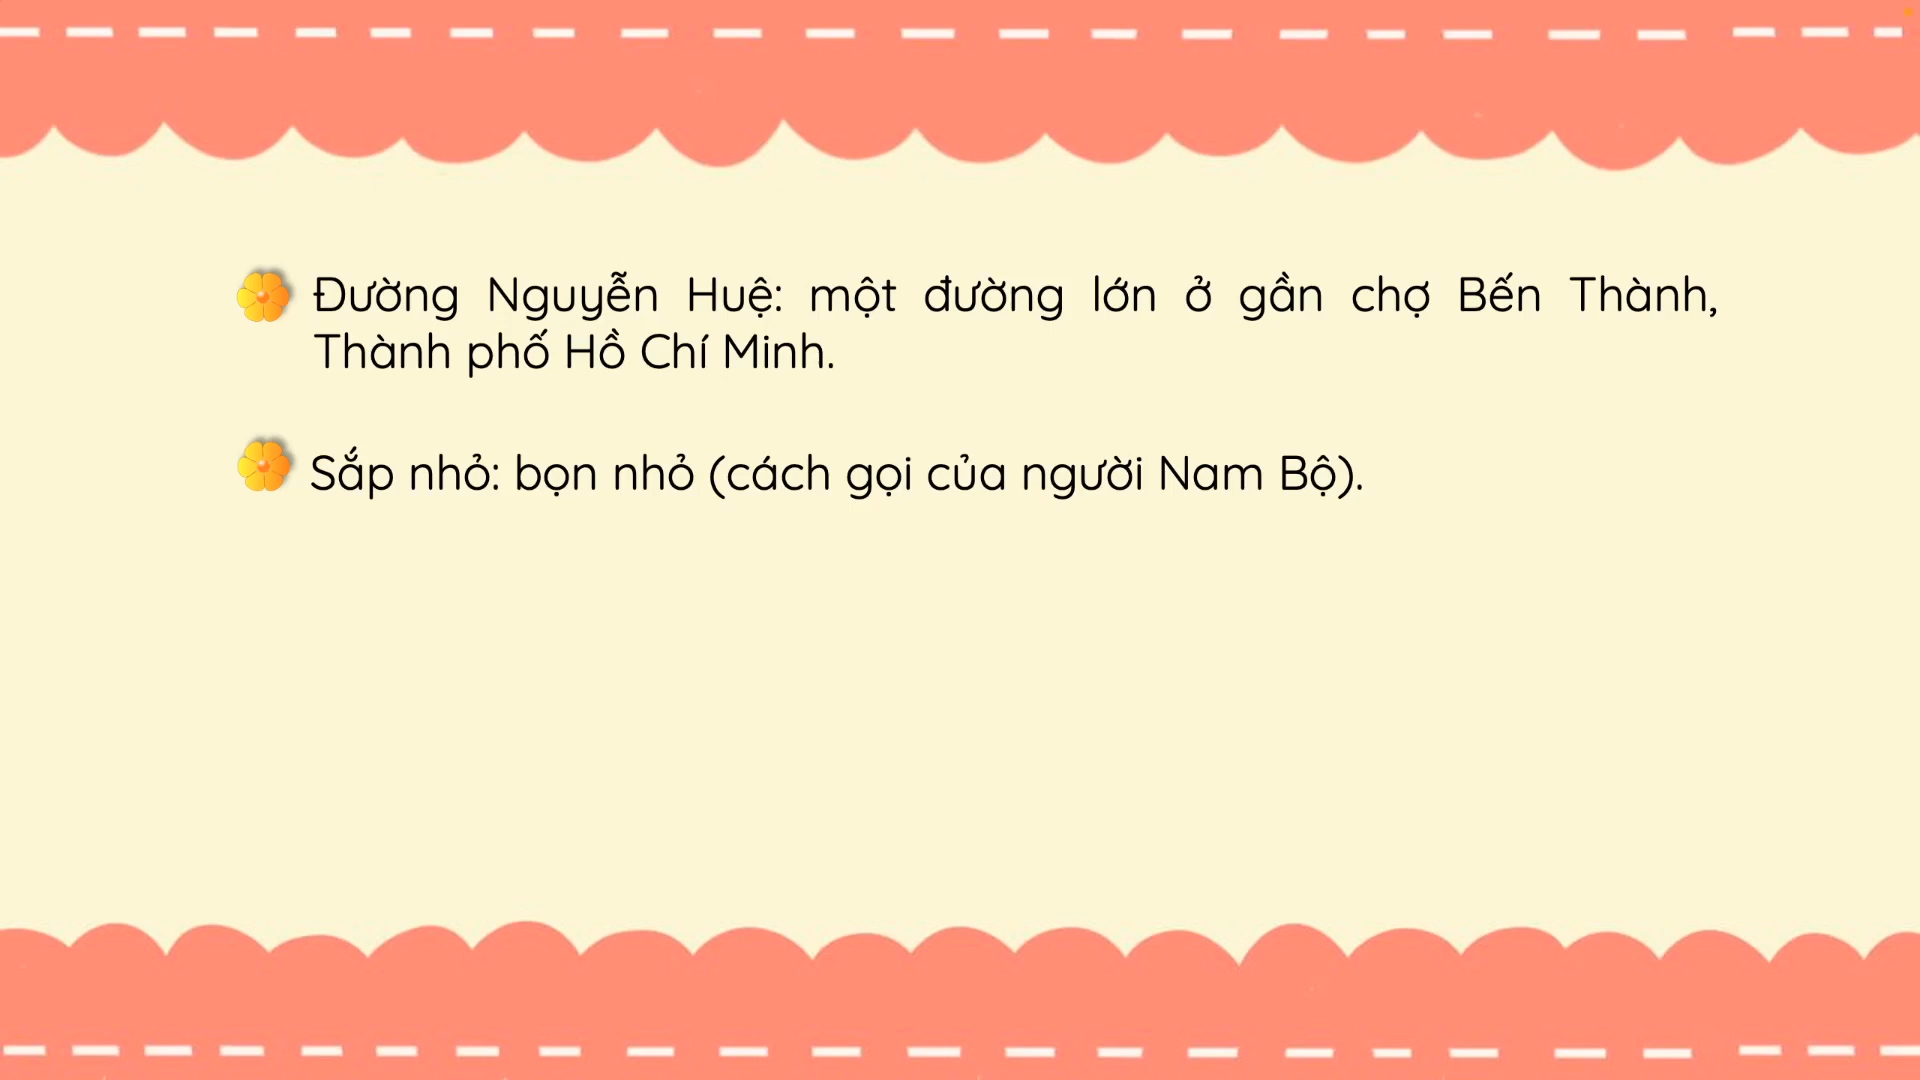 Đường Nguyễn Huệ: một đường lớn ở gần chợ Bến Thành,
Thành phố Hồ Chí Minh.
Sắp nhỏ: bọn nhỏ (cách gọi của người Nam Bộ).